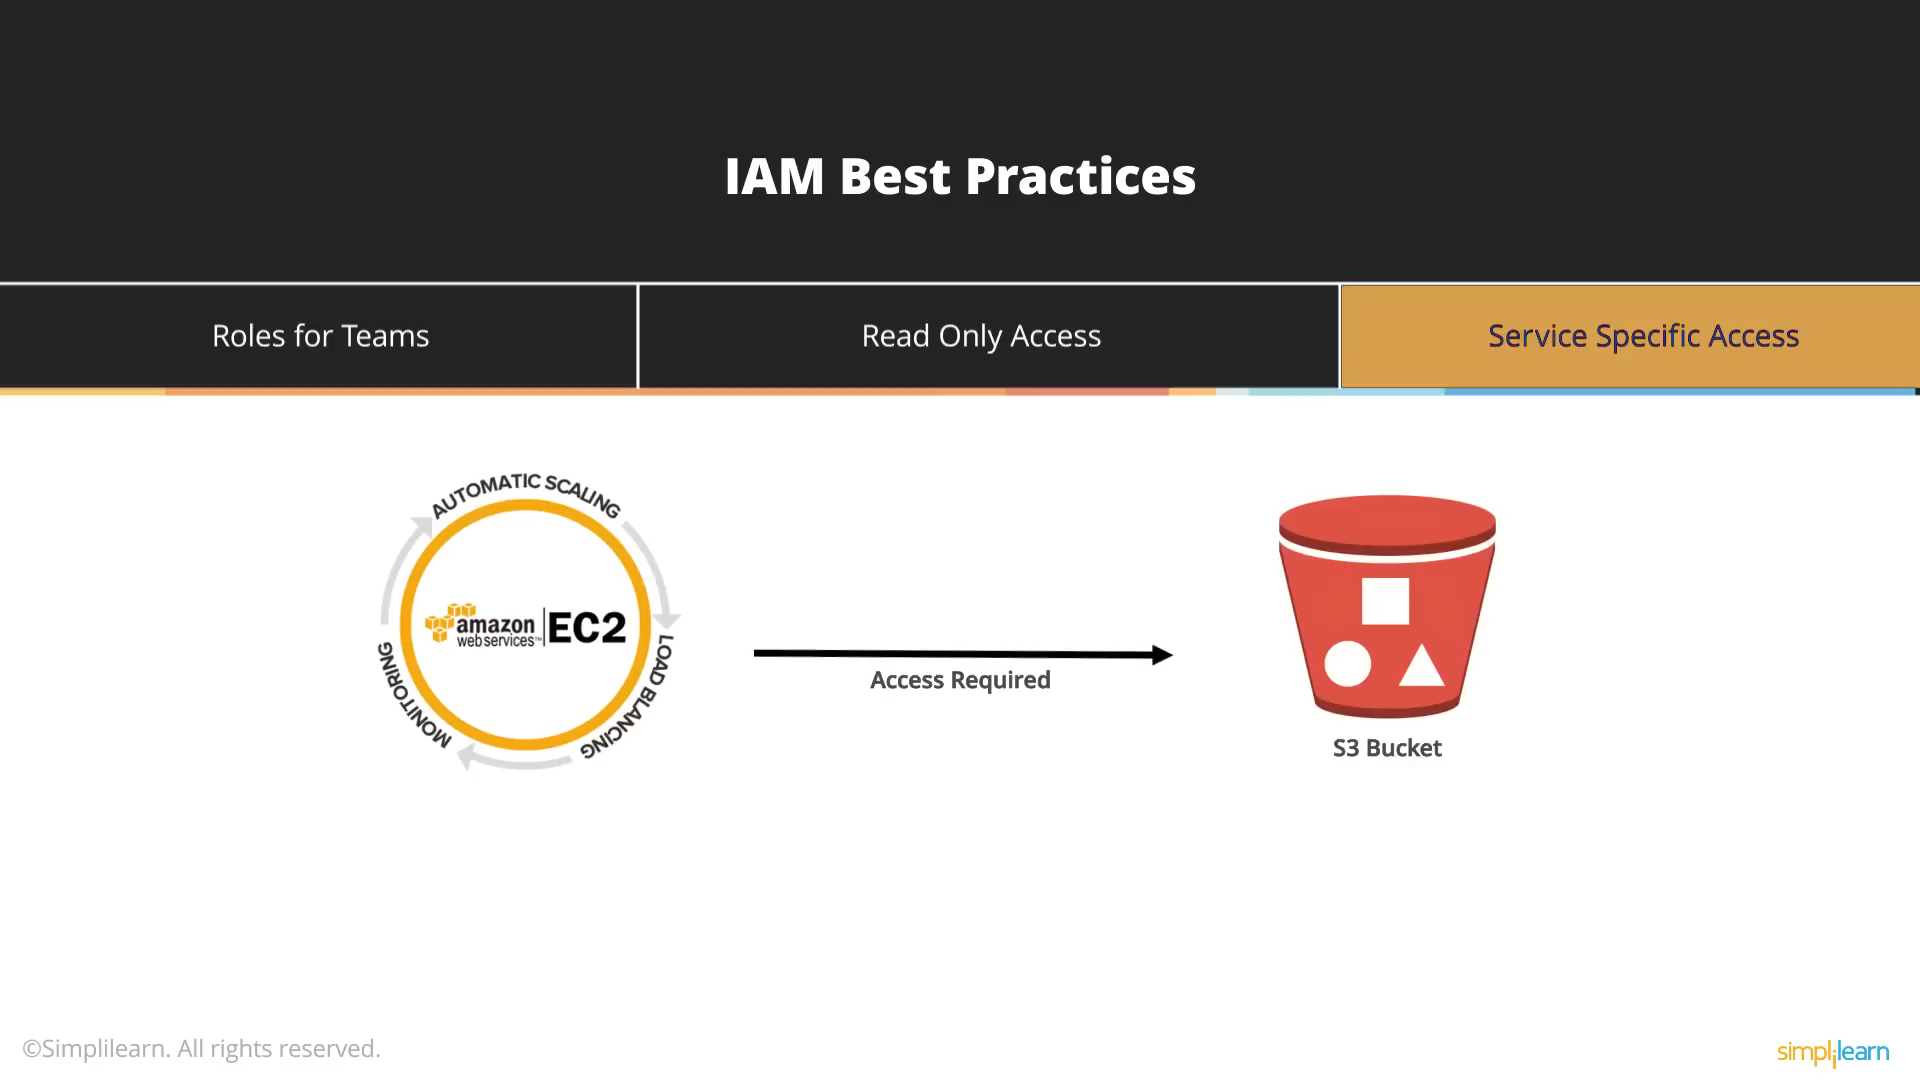 IAM Best Practices
Roles for Teams
Read Only Access
Service Specific Access
AUTOMATIC SCALING
LOAD BLANCING
MONITORING
amazon
web services™
EC2
Access Required
S3 Bucket
©Simplilearn. All rights reserved.
simplilearn